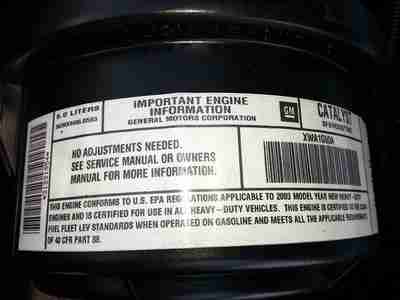 6.0 LITERS
IMPORTANT ENGINE
INFORMATION
GENERAL MOTORS CORPORATION
GM
CATALYST
NO ADJUSTMENTS NEEDED.
SEE SERVICE MANUAL OR OWNERS
MANUAL FOR MORE INFORMATION.
THIS ENGINE CONFORMS TO U.S. EPA REGULATIONS APPLICABLE TO 2003 MODEL YEAR NEW HEAVY-DUTY
ENGINES AND IS CERTIFIED FOR USE IN ALL HEAVY-DUTY VEHICLES. THIS ENGINE IS CERTIFIED TO
FUEL FLEET LEV STANDARDS WHEN OPERATED ON GASOLINE AND MEETS ALL THE APPLICABLE REQUIREMENTS
OF 40 CFR PART 88.